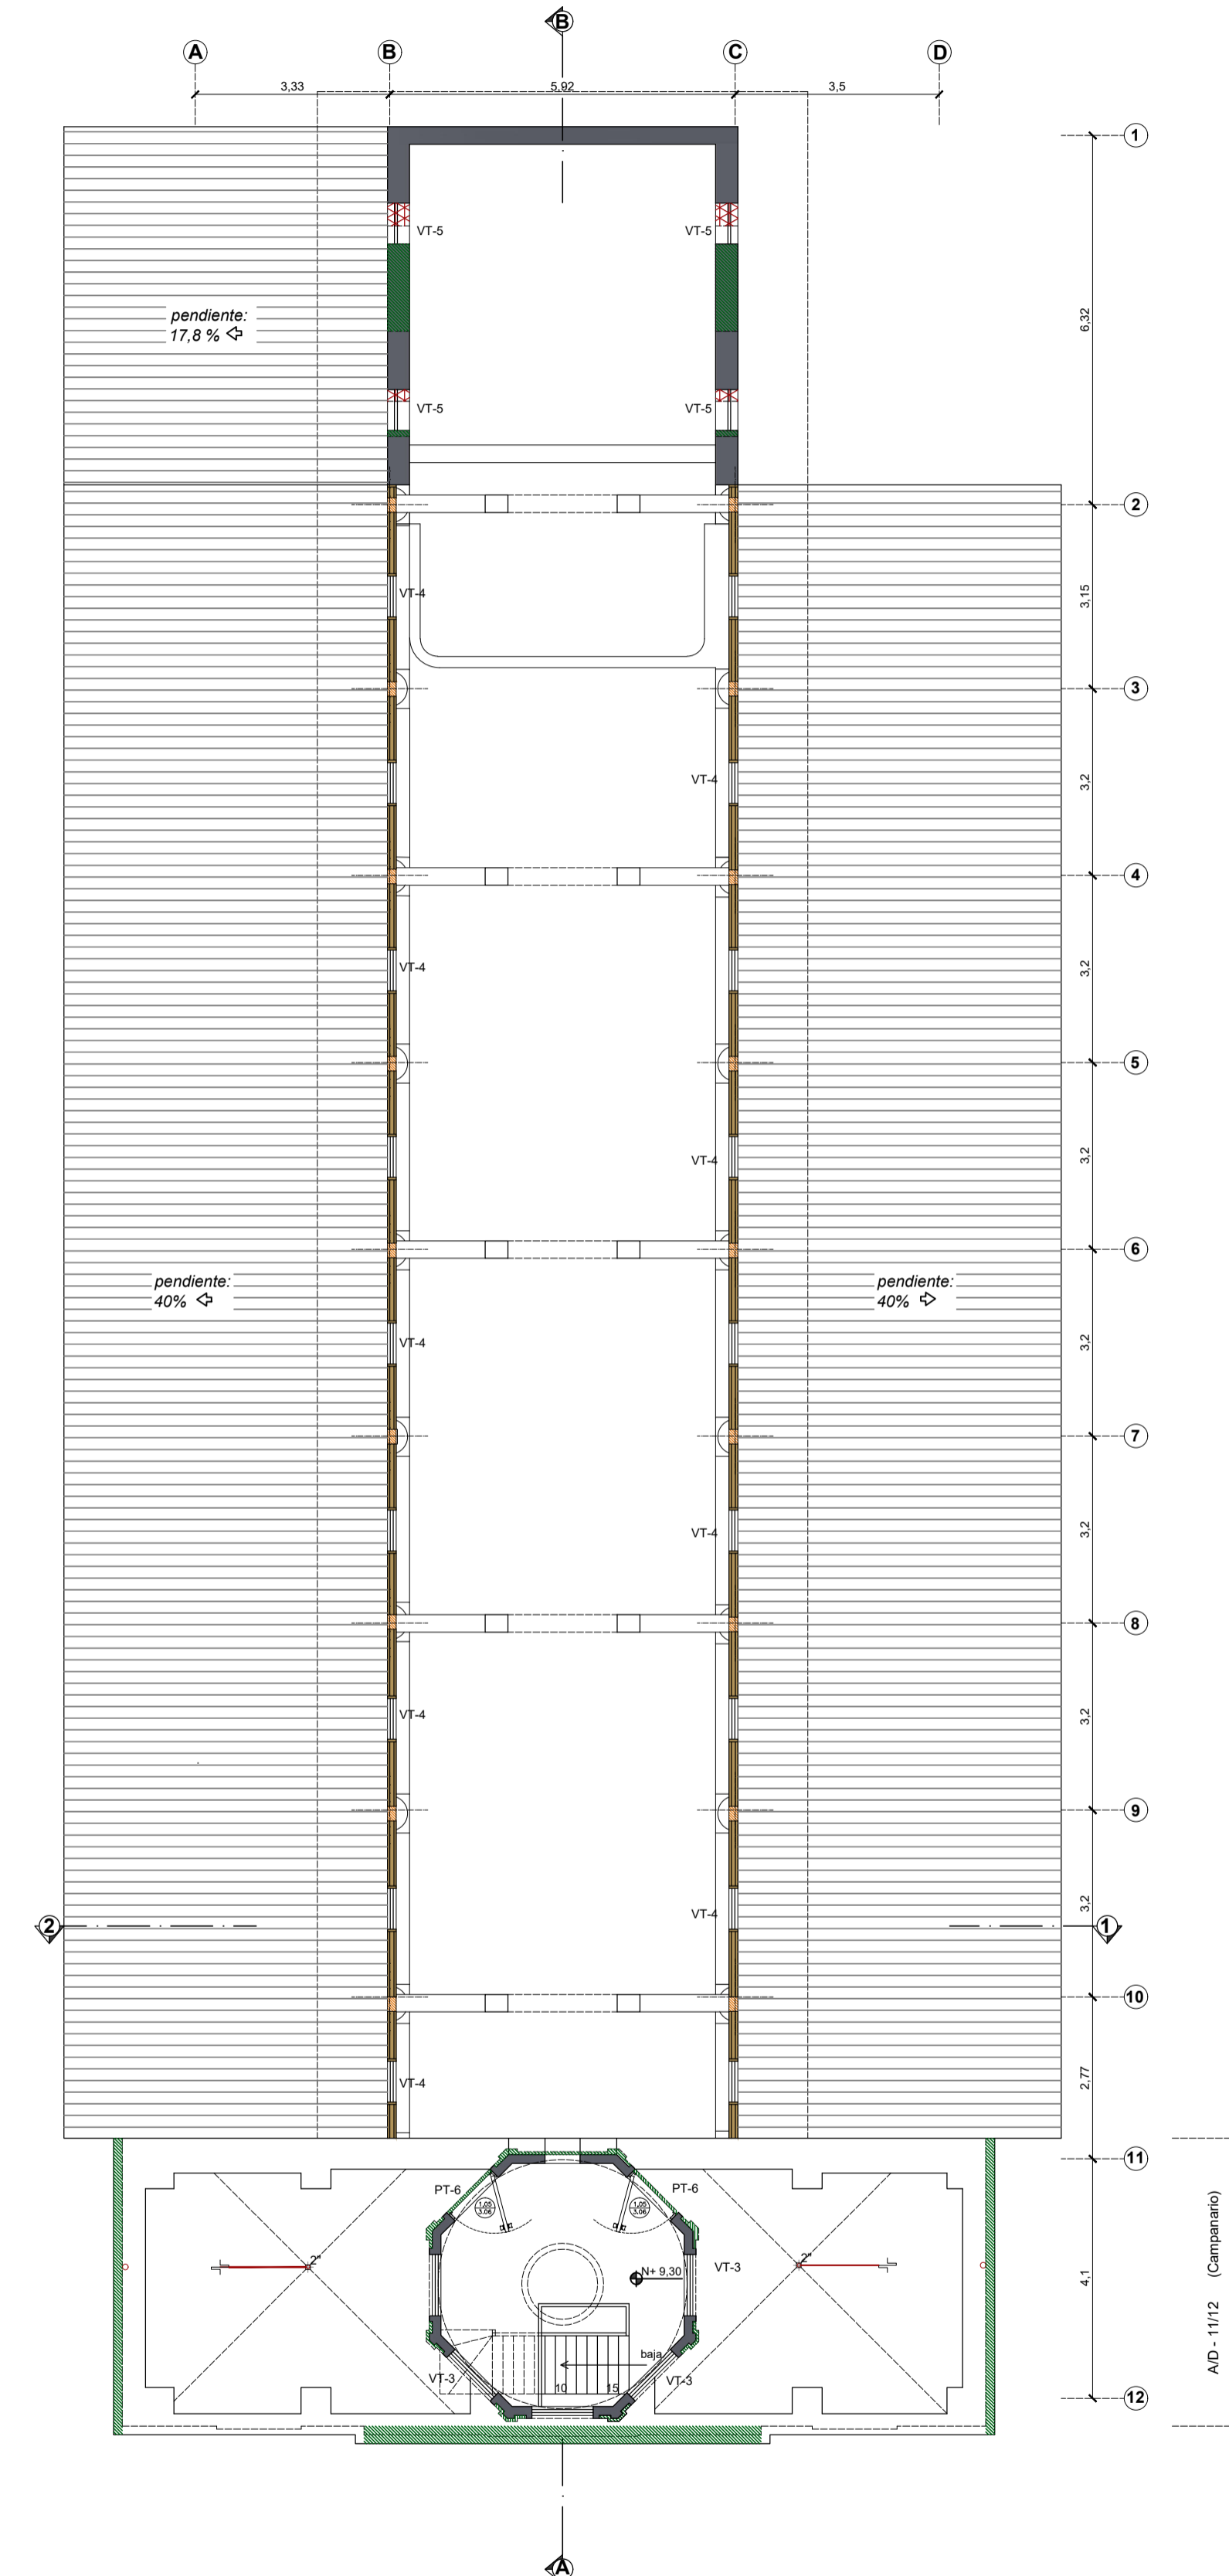 B
A B C D
3,33 5,92 3,5
1
VT-5 VT-5
pendiente:
17,8 %
6,32
VT-5 VT-5
2
VT-4
3,15
3
VT-4
3,2
4
VT-4
3,2
5
VT-4
3,2
6
pendiente:
40%
pendiente:
40%
VT-4
3,2
7
VT-4
3,2
8
VT-4
3,2
9
VT-4
3,2
2 1
10
VT-4
2,77
11
PT-6 PT-6
1,05
3,06
1,05
3,06
2" 2"
VT-3
N+ 9,30
4,1
A/D - 11/12 (Campanario)
baja
VT-3 VT-3
10 15
12
A